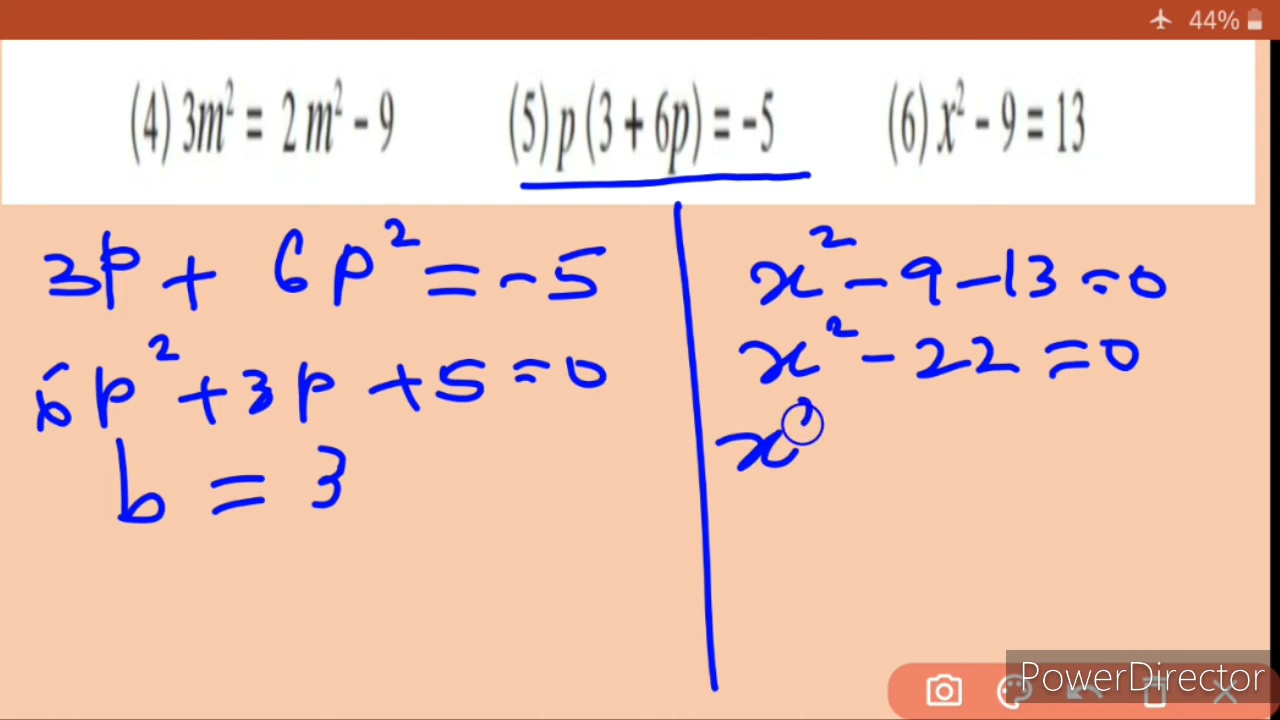 44%
(4) 3m² = 2m² - 9 (5) p (3 + 6p) = -5 (6) x² - 9 = 13
3p + 6p² = -5
6p² + 3p + 5 = 0
b = 3
x² - 9 - 13 = 0
x² - 22 = 0
x²
PowerDirector